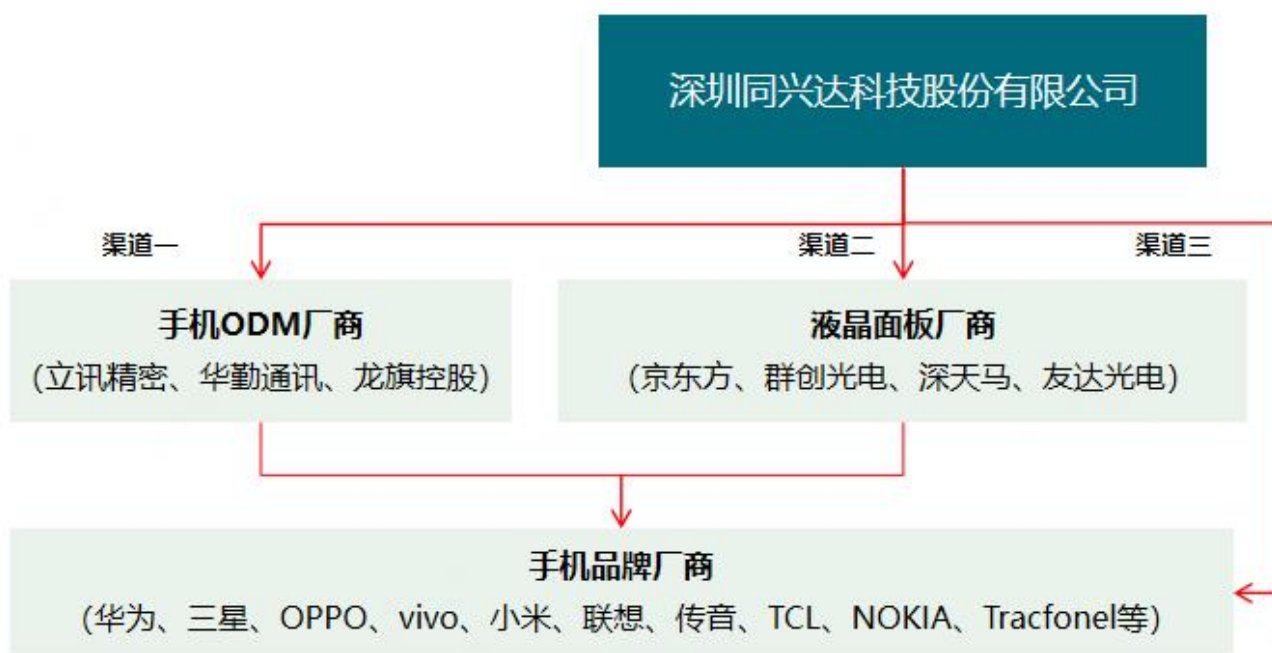 深圳同兴达科技股份有限公司
渠道一
渠道二
渠道三
手机ODM厂商
(立讯精密、华勤通讯、龙旗控股)
液晶面板厂商
(京东方、群创光电、深天马、友达光电)
手机品牌厂商
(华为、三星、OPPO、vivo、小米、联想、传音、TCL、NOKIA、Tracfonel等)